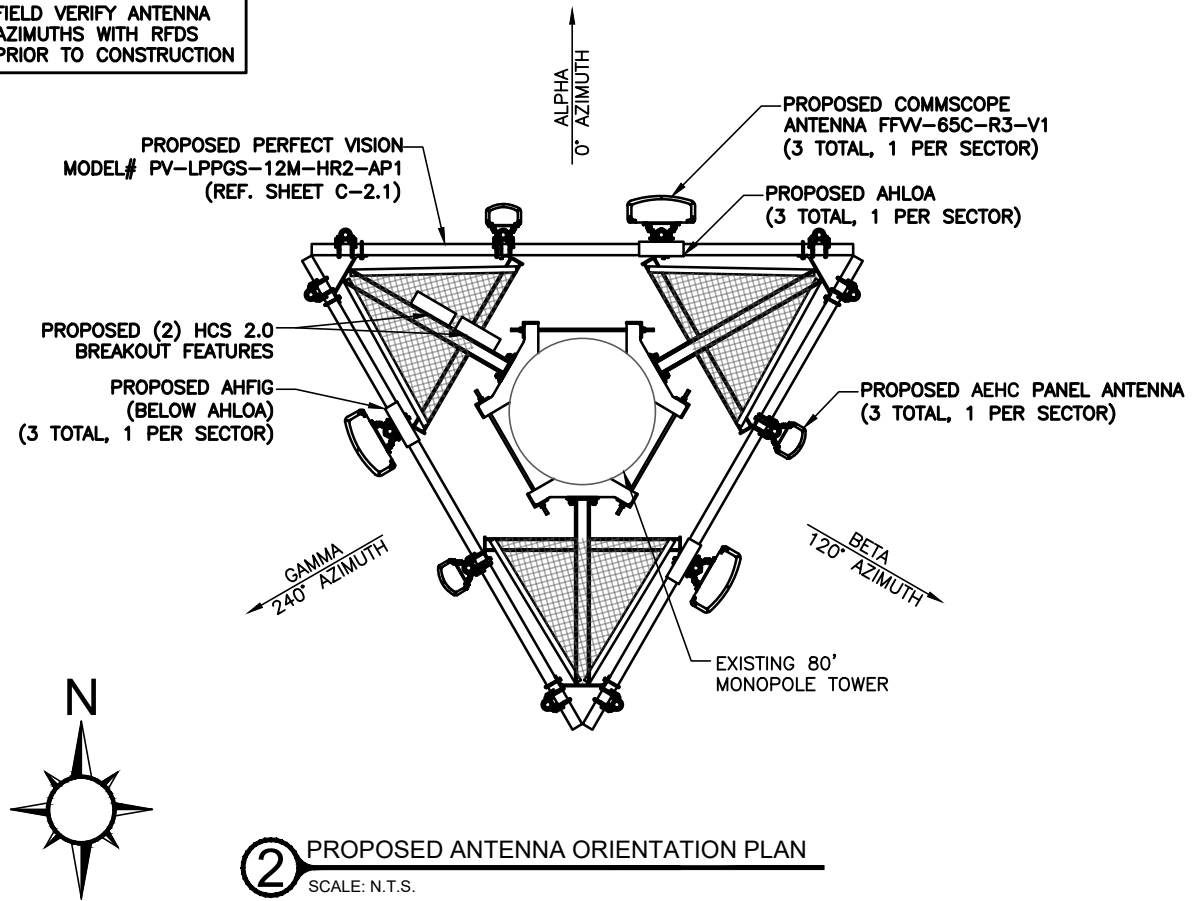 FIELD VERIFY ANTENNA
AZIMUTHS WITH RFDS
PRIOR TO CONSTRUCTION
ALPHA
0° AZIMUTH
PROPOSED PERFECT VISION
MODEL# PV-LPPGS-12M-HR2-AP1
(REF. SHEET C-2.1)
PROPOSED COMMSCOPE
ANTENNA FFVV-65C-R3-V1
(3 TOTAL, 1 PER SECTOR)
PROPOSED AHLOA
(3 TOTAL, 1 PER SECTOR)
PROPOSED (2) HCS 2.0
BREAKOUT FEATURES
PROPOSED AHFIG
(BELOW AHLOA)
(3 TOTAL, 1 PER SECTOR)
PROPOSED AEHC PANEL ANTENNA
(3 TOTAL, 1 PER SECTOR)
GAMMA
240° AZIMUTH
BETA
120° AZIMUTH
EXISTING 80'
MONOPOLE TOWER
N
2 PROPOSED ANTENNA ORIENTATION PLAN
SCALE: N.T.S.